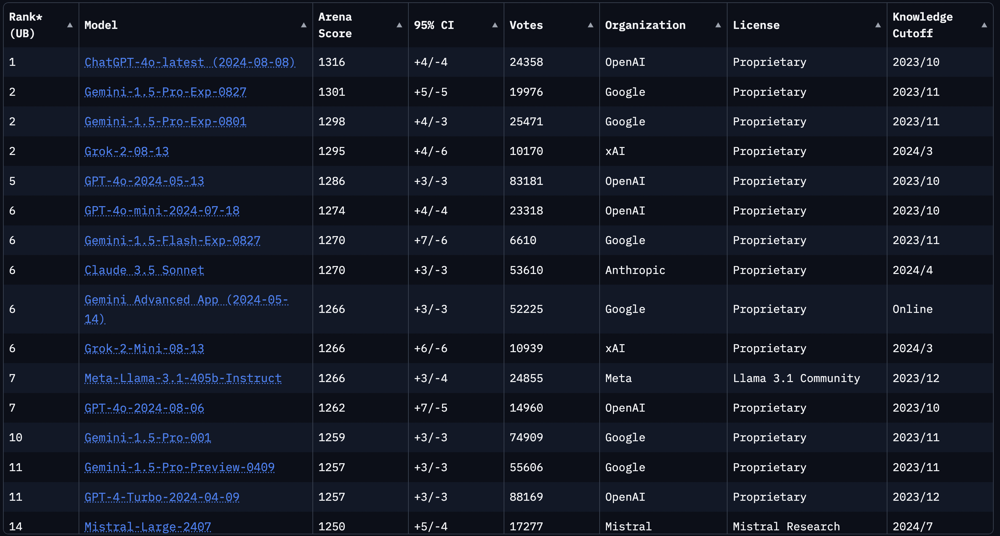 Rank* (UB) ▲ Model ▲ Arena Score ▲ 95% CI ▲ Votes ▲ Organization ▲ License ▲ Knowledge Cutoff ▲
1 ChatGPT-4o-latest (2024-08-08) 1316 +4/-4 24358 OpenAI Proprietary 2023/10
2 Gemini-1.5-Pro-Exp-0827 1301 +5/-5 19976 Google Proprietary 2023/11
2 Gemini-1.5-Pro-Exp-0801 1298 +4/-3 25471 Google Proprietary 2023/11
2 Grok-2-08-13 1295 +4/-6 10170 xAI Proprietary 2024/3
5 GPT-4o-2024-05-13 1286 +3/-3 83181 OpenAI Proprietary 2023/10
6 GPT-4o-mini-2024-07-18 1274 +4/-4 23318 OpenAI Proprietary 2023/10
6 Gemini-1.5-Flash-Exp-0827 1270 +7/-6 6610 Google Proprietary 2023/11
6 Claude 3.5 Sonnet 1270 +3/-3 53610 Anthropic Proprietary 2024/4
6 Gemini Advanced App (2024-05-14) 1266 +3/-3 52225 Google Proprietary Online
6 Grok-2-Mini-08-13 1266 +6/-6 10939 xAI Proprietary 2024/3
7 Meta-Llama-3.1-405b-Instruct 1266 +3/-4 24855 Meta Llama 3.1 Community 2023/12
7 GPT-4o-2024-08-06 1262 +7/-5 14960 OpenAI Proprietary 2023/10
10 Gemini-1.5-Pro-001 1259 +3/-3 74909 Google Proprietary 2023/11
11 Gemini-1.5-Pro-Preview-0409 1257 +3/-3 55606 Google Proprietary 2023/11
11 GPT-4-Turbo-2024-04-09 1257 +3/-3 88169 OpenAI Proprietary 2023/12
14 Mistral-Large-2407 1250 +5/-4 17277 Mistral Mistral Research 2024/7